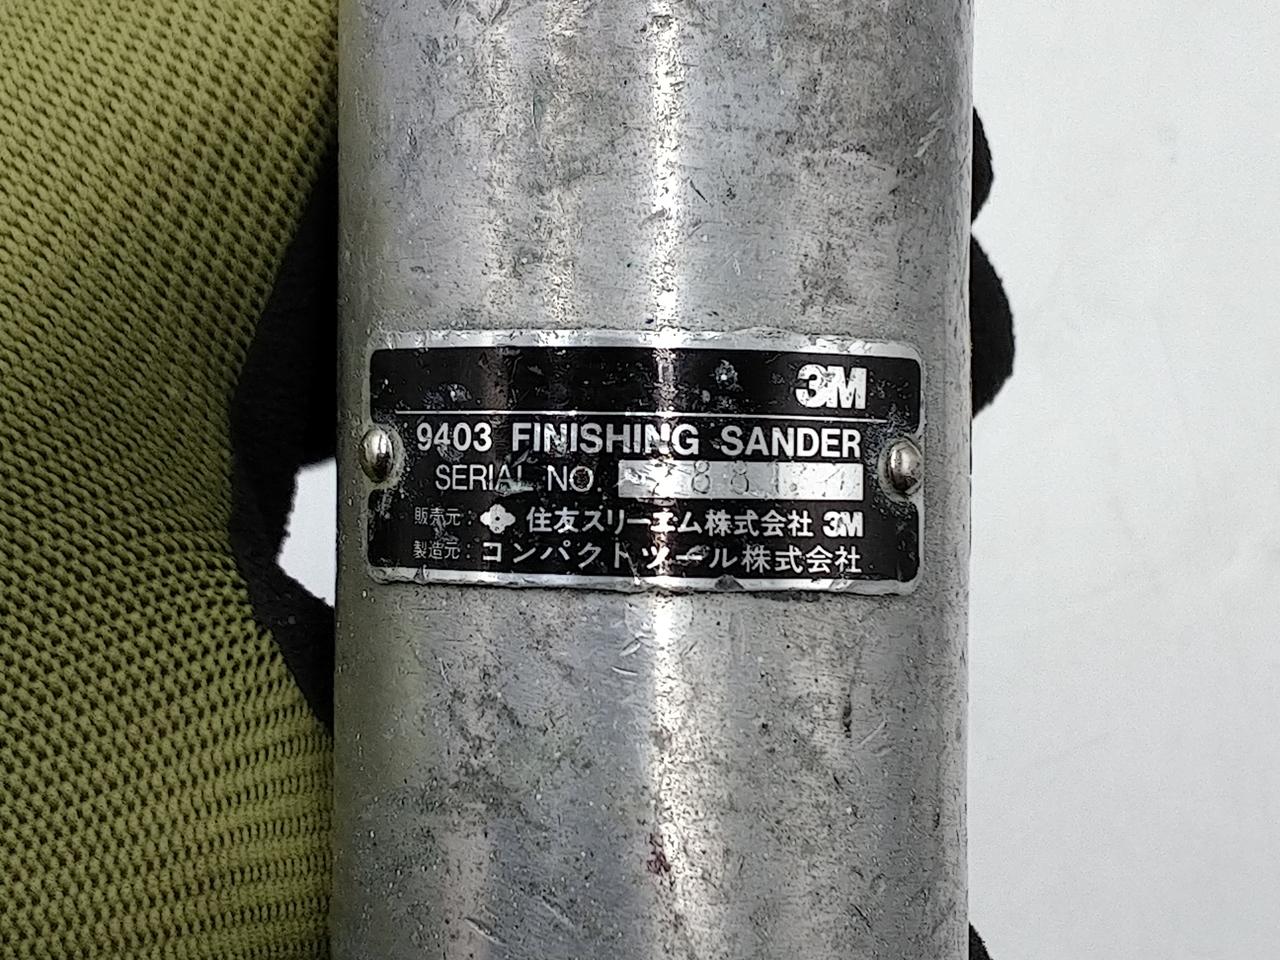 3M
9403 FINISHING SANDER
SERIAL NO.
販売元: 住友スリーエム株式会社 3M
製造元: コンパクトツール株式会社